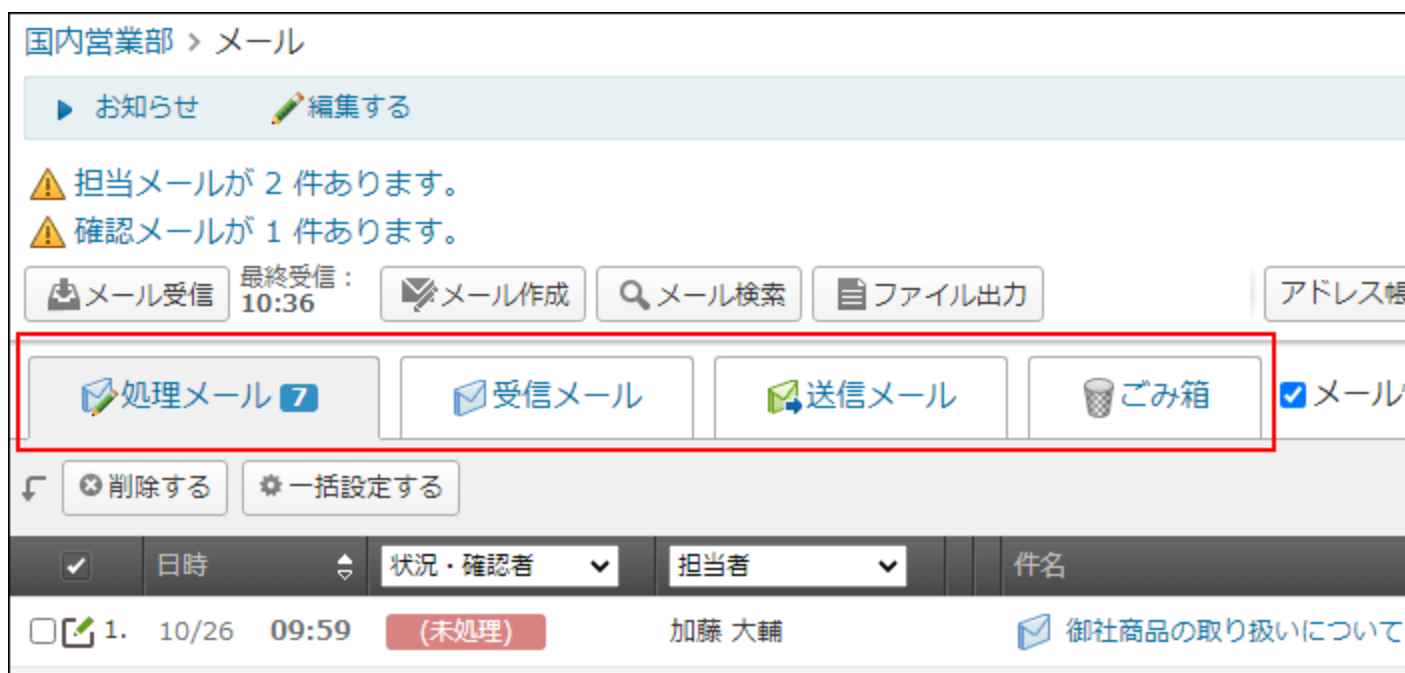 国内営業部 > メール
お知らせ 編集する
担当メールが 2 件あります。
確認メールが 1 件あります。
メール受信 最終受信： 10:36 メール作成 メール検索 ファイル出力 アドレス帳
処理メール 7 受信メール 送信メール ごみ箱 メール
削除する 一括設定する
日時 状況・確認者 担当者 件名
1. 10/26 09:59 (未処理) 加藤 大輔 御社商品の取り扱いについて